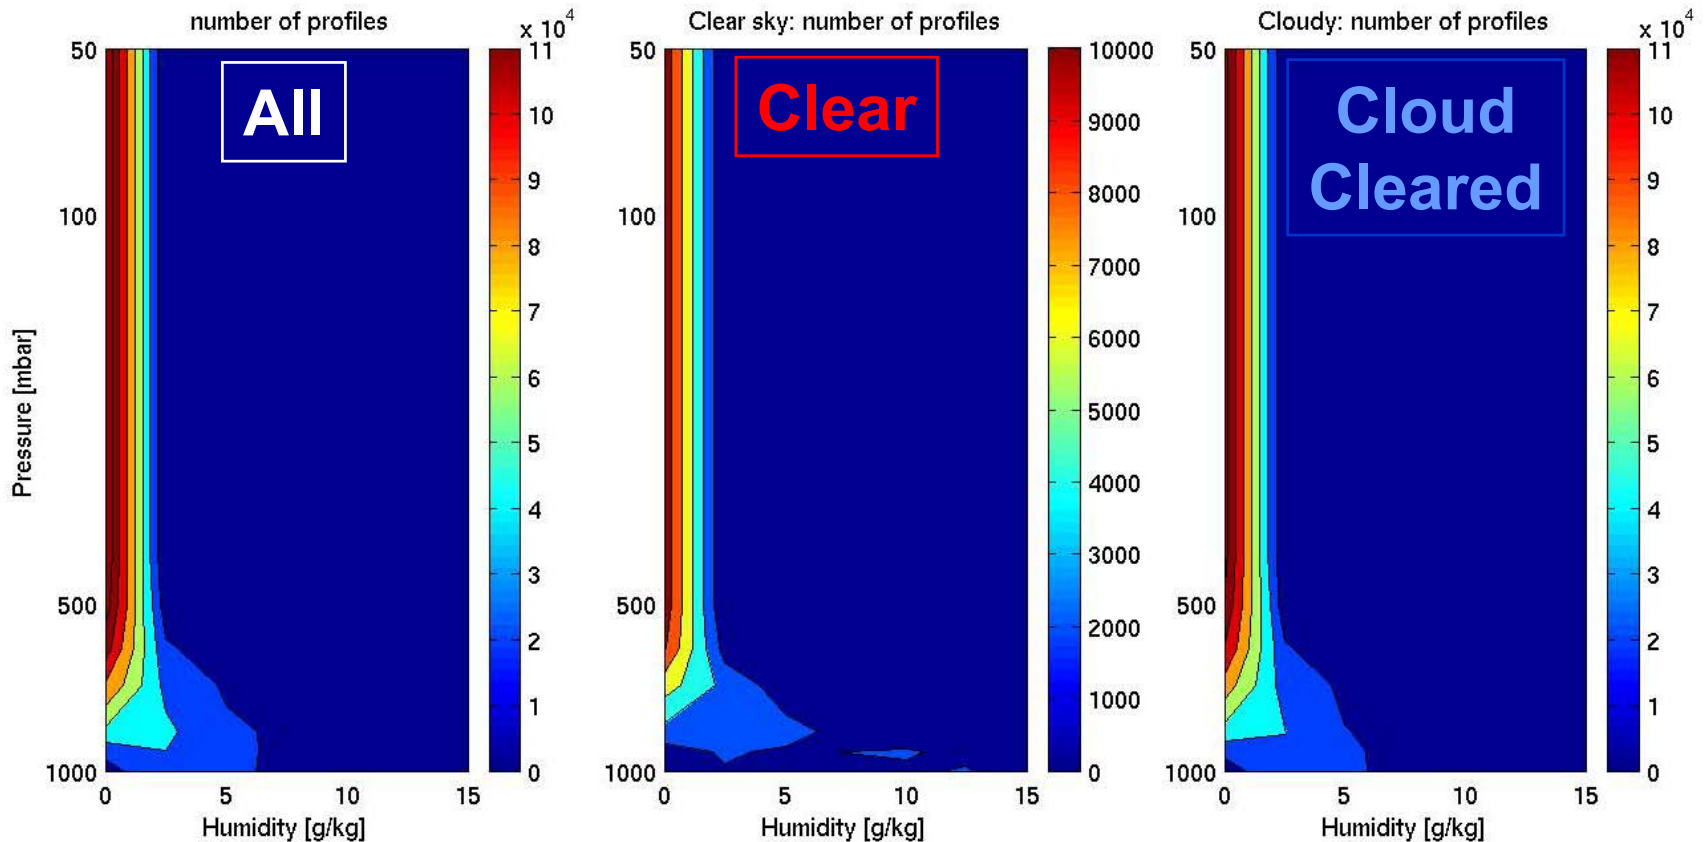 number of profiles
x 10^4
All
50
100
500
1000
Pressure [mbar]
0 5 10 15
Humidity [g/kg]
11
10
9
8
7
6
5
4
3
2
1
0
Clear sky: number of profiles
Clear
50
100
500
1000
0 5 10 15
Humidity [g/kg]
10000
9000
8000
7000
6000
5000
4000
3000
2000
1000
0
Cloudy: number of profiles
x 10^4
Cloud
Cleared
50
100
500
1000
0 5 10 15
Humidity [g/kg]
11
10
9
8
7
6
5
4
3
2
1
0